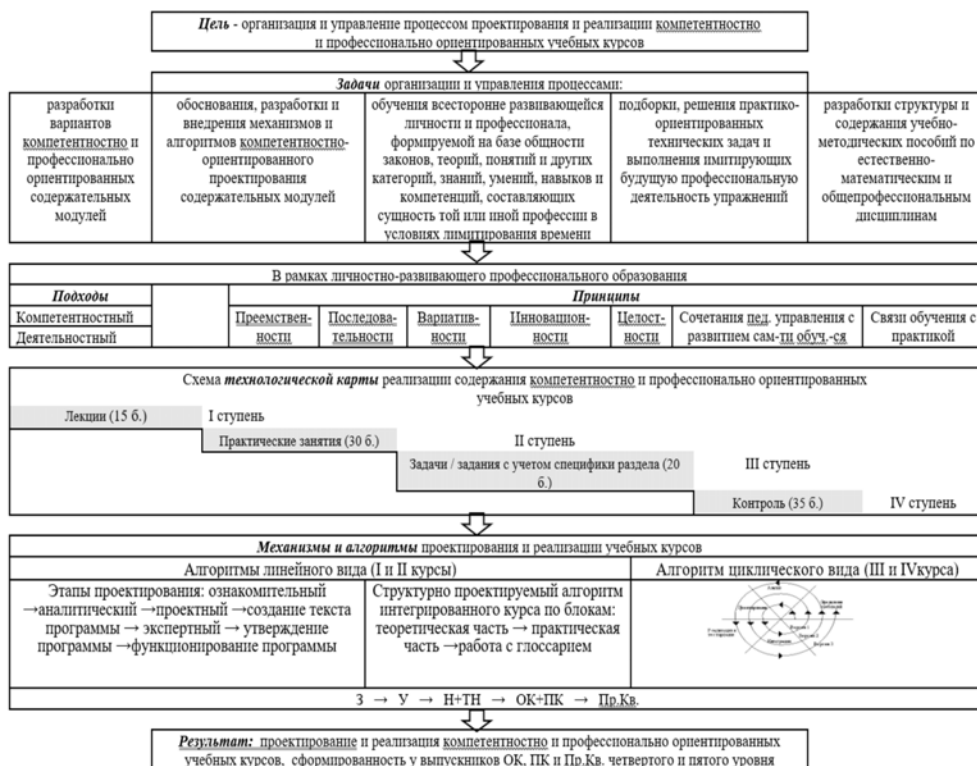 Цель - организация и управление процессом проектирования и реализации компетентностно
и профессионально ориентированных учебных курсов
Задачи организации и управления процессами:
разработки
вариантов
компетентностно и
профессионально
ориентированных
содержательных
модулей
обоснования, разработки и
внедрения механизмов и
алгоритмов компетентностно-
ориентированного
проектирования
содержательных модулей
обучения всесторонне развивающейся
личности и профессионала,
формируемой на базе общности
законов, теорий, понятий и других
категорий, знаний, умений, навыков и
компетенций, составляющих
сущность той или иной профессии в
условиях лимитирования времени
подборки, решения практико-
ориентированных
технических задач и
выполнения имитирующих
будущую профессиональную
деятельность упражнений
разработки структуры и
содержания учебно-
методических пособий по
естественно-
математическим и
общепрофессиональным
дисциплинам
В рамках личностно-развивающего профессионального образования
Подходы
Компетентностный
Деятельностный
Принципы
Преемствен-
ности
Последова-
тельности
Вариатив-
ности
Инновацион-
ности
Целост-
ности
Сочетания пед. управления с
развитием сам-ти обуч.-ся
Связи обучения с
практикой
Схема технологической карты реализации содержания компетентностно и профессионально ориентированных
учебных курсов
Лекции (15 б.) I ступень
Практические занятия (30 б.) II ступень
Задачи / задания с учетом специфики раздела (20
б.) III ступень
Контроль (35 б.) IV ступень
Механизмы и алгоритмы проектирования и реализации учебных курсов
Алгоритмы линейного вида (I и II курсы)
Алгоритм циклического вида (III и IVкурса)
Этапы проектирования: ознакомительный
→аналитический →проектный →создание текста
программы → экспертный → утверждение
программы →функционирование программы
Структурно проектируемый алгоритм
интегрированного курса по блокам:
теоретическая часть → практическая
часть →работа с глоссарием
З → У → Н+ТН → ОК+ПК → Пр.Кв.
Результат: проектирование и реализация компетентностно и профессионально ориентированных
учебных курсов, сформированность у выпускников ОК, ПК и Пр.Кв. четвертого и пятого уровня